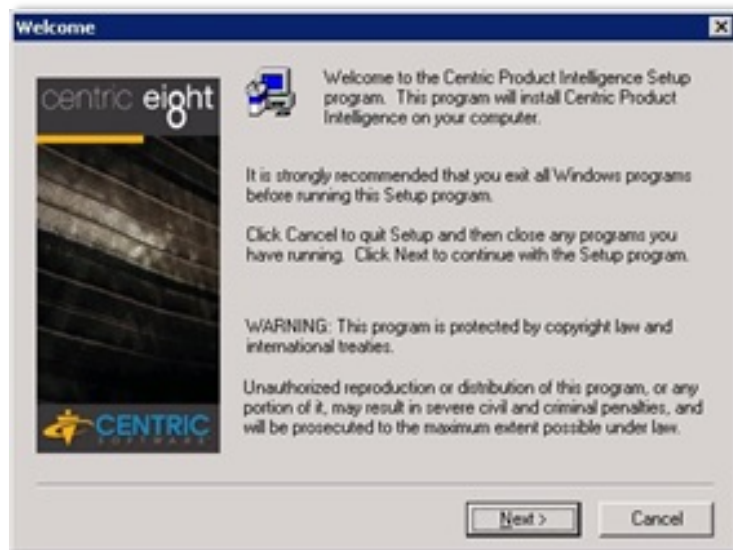 Welcome
centric eight
Welcome to the Centric Product Intelligence Setup
program. This program will install Centric Product
Intelligence on your computer.
It is strongly recommended that you exit all Windows programs
before running this Setup program.
Click Cancel to quit Setup and then close any programs you
have running. Click Next to continue with the Setup program.
WARNING: This program is protected by copyright law and
international treaties.
Unauthorized reproduction or distribution of this program, or any
portion of it, may result in severe civil and criminal penalties, and
will be prosecuted to the maximum extent possible under law.
CENTRIC
SOFTWARE
Next >
Cancel